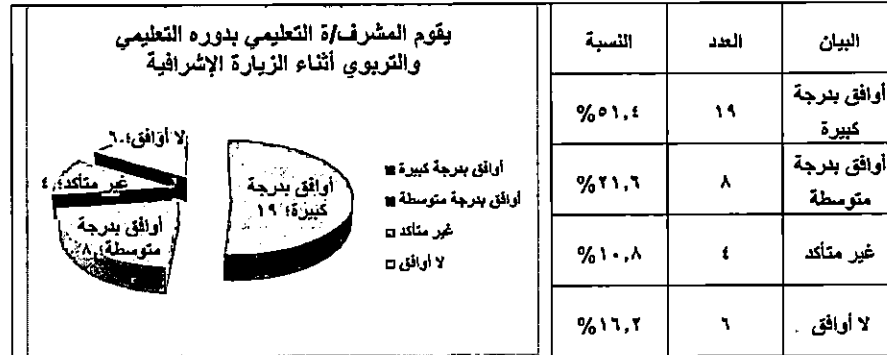 البيان العدد النسبة
أوافق بدرجة
كبيرة
١٩ %٥١,٤
أوافق بدرجة
متوسطة
٨ %٢١,٦
غير متأكد ٤ %١٠,٨
لا أوافق ٦ %١٦,٢
يقوم المشرف/ة التعليمي بدوره التعليمي
والتربوي أثناء الزيارة الإشرافية
لا أوافق؛ ٦
غير متأكد؛ ٤
أوافق بدرجة
متوسطة؛ ٨
أوافق بدرجة
كبيرة؛ ١٩
أوافق بدرجة كبيرة
أوافق بدرجة متوسطة
غير متأكد
لا أوافق